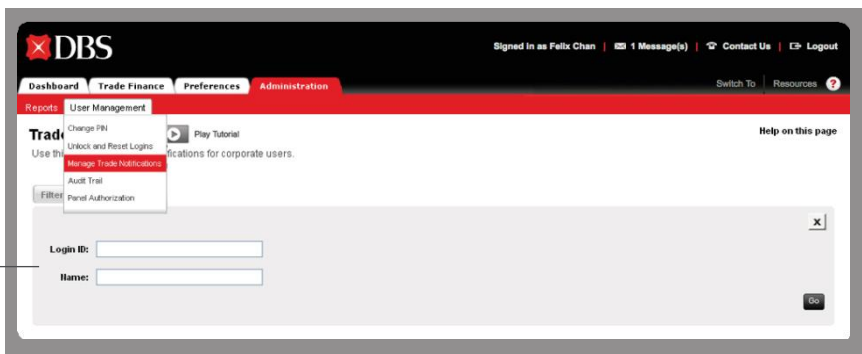 DBS
Signed in as Felix Chan | 1 Message(s) | Contact Us | Logout
Dashboard Trade Finance Preferences Administration
Switch To Resources ?
Reports User Management
Trad Play Tutorial Help on this page
Change PIN
Unlock and Reset Logins
Use thi fications for corporate users.
Manage Trade Notifications
Audit Trail
Filter
Panel Authorization
x
Login ID:
Name:
Go